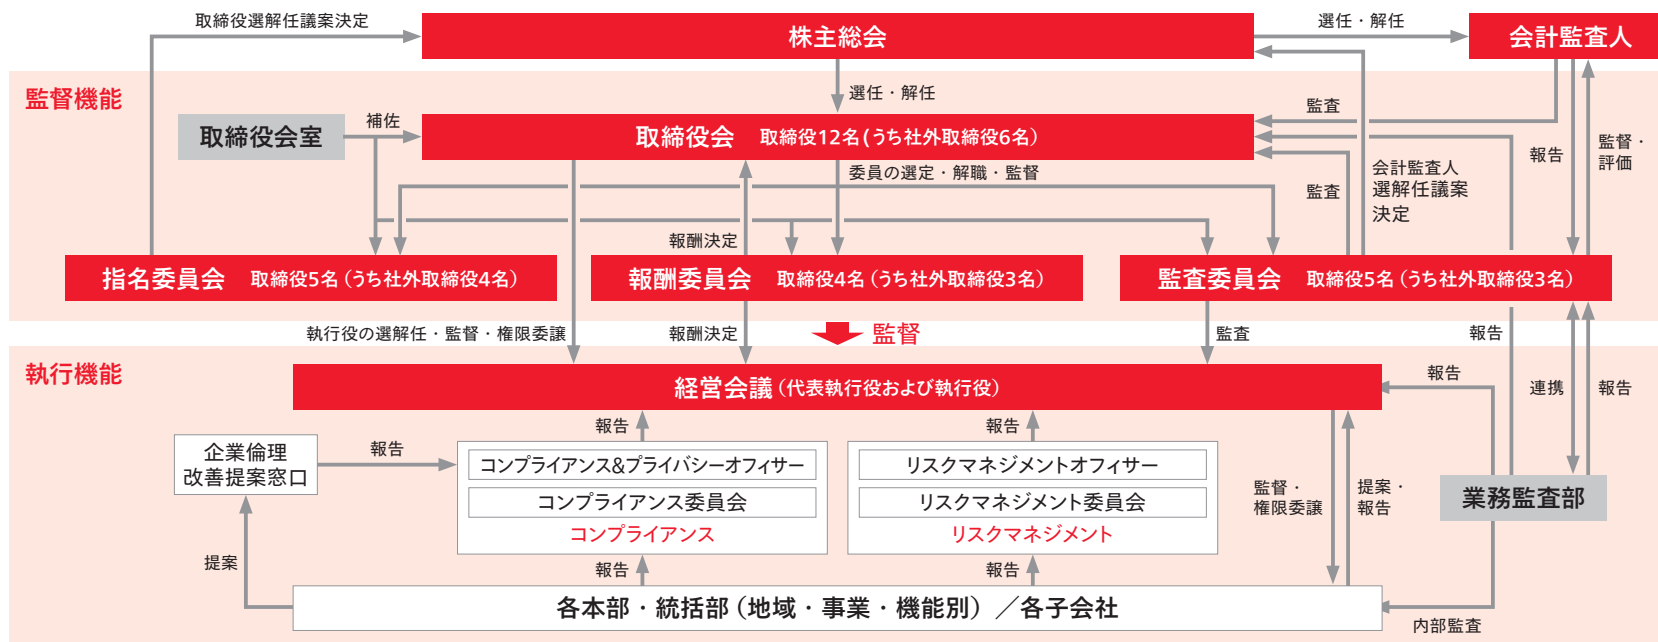 取締役選解任議案決定
株主総会
選任・解任
会計監査人
監督機能
選任・解任
監査
取締役会室
補佐
取締役会 取締役12名(うち社外取締役6名)
報告
監督・
評価
委員の選定・解職・監督
監査
会計監査人
選解任議案
決定
報酬決定
指名委員会 取締役5名(うち社外取締役4名)
報酬委員会 取締役4名(うち社外取締役3名)
監査委員会 取締役5名(うち社外取締役3名)
執行役の選解任・監督・権限委譲
報酬決定
監督
監査
報告
執行機能
経営会議(代表執行役および執行役)
報告
連携
報告
報告
報告
企業倫理
改善提案窓口
報告
コンプライアンス&プライバシーオフィサー
コンプライアンス委員会
コンプライアンス
リスクマネジメントオフィサー
リスクマネジメント委員会
リスクマネジメント
監督・
権限委譲
提案・
報告
業務監査部
提案
報告
報告
各本部・統括部(地域・事業・機能別)/各子会社
内部監査